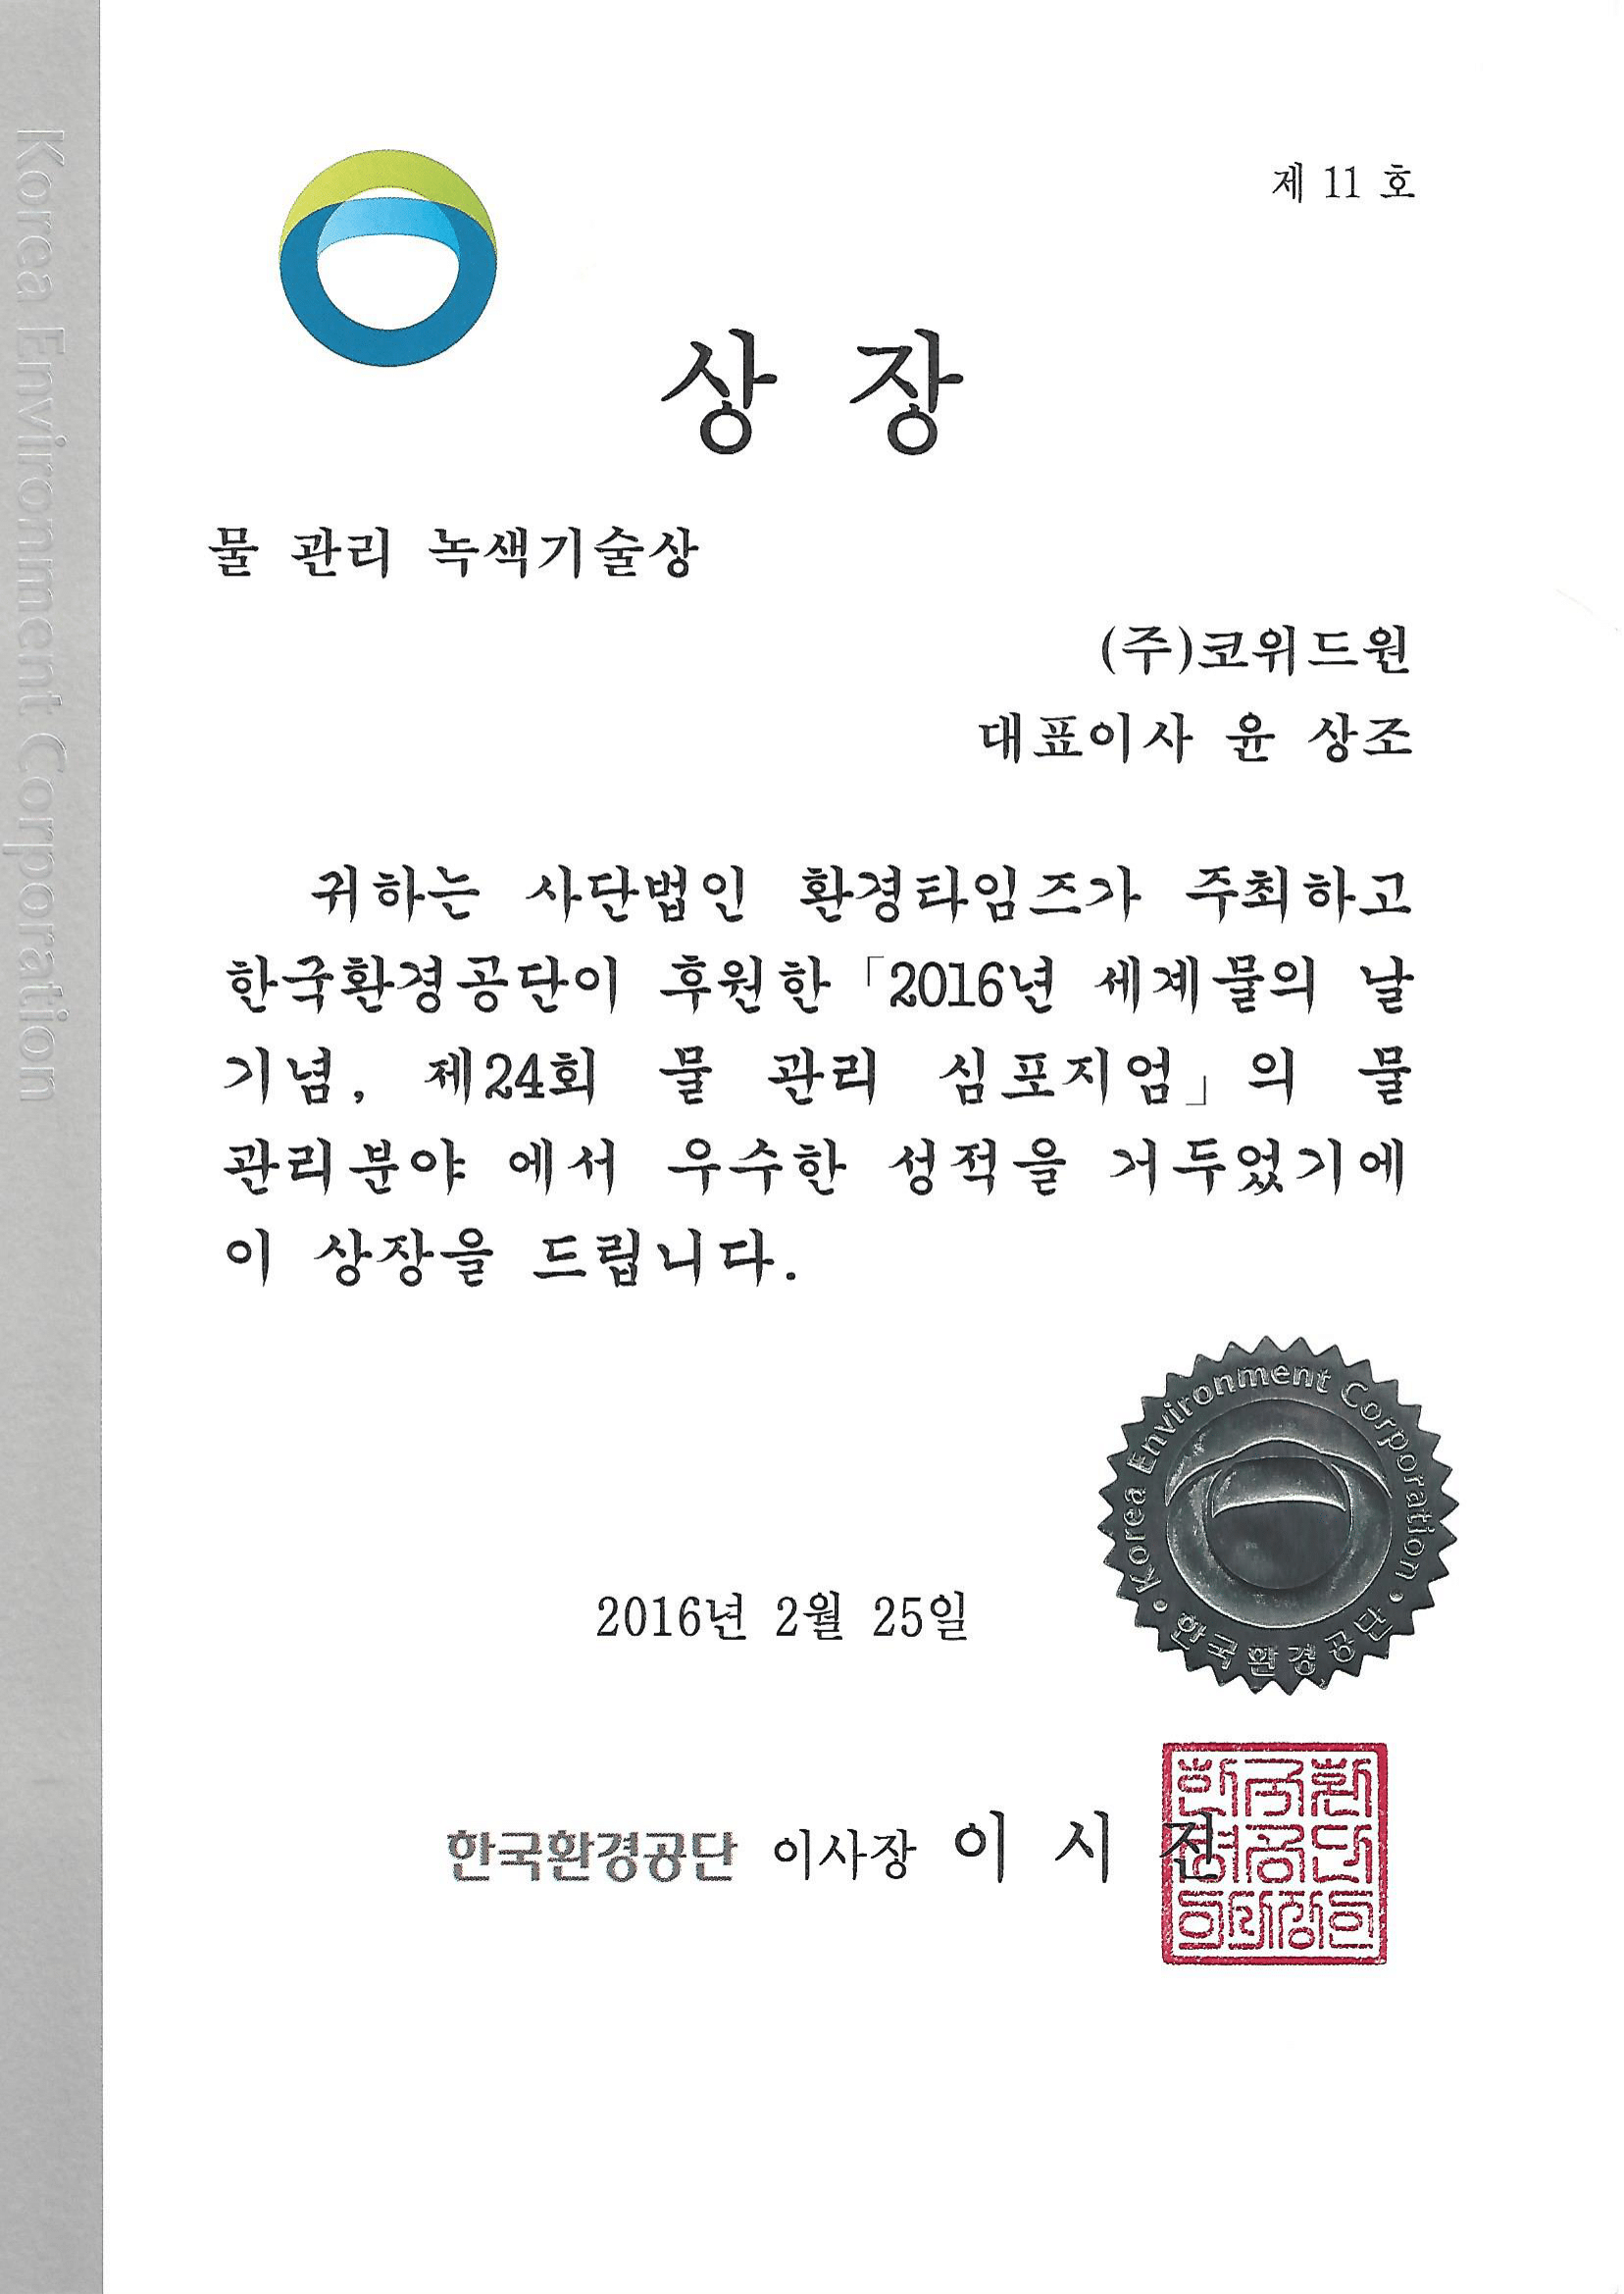 Korea Environment Corporation
제 11 호
상 장
물 관리 녹색기술상
(주)코위드원
대표이사 윤 상조
귀하는 사단법인 환경타임즈가 주최하고
한국환경공단이 후원한 「2016년 세계물의 날
기념, 제24회 물 관리 심포지엄」의 물
관리분야 에서 우수한 성적을 거두었기에
이 상장을 드립니다.
Korea Environment Corporation
한국환경공단
2016년 2월 25일
한국환경공단 이사장 이 시 진
한국환
경공단